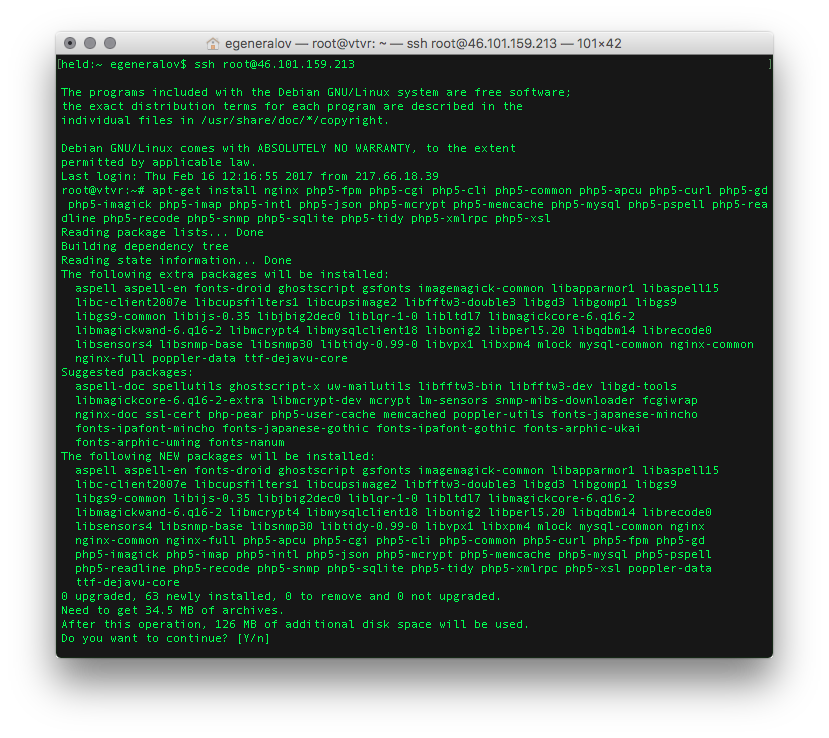 egeneralov — root@vtvr: ~ — ssh root@46.101.159.213 — 101×42
[held:~ egeneralov$ ssh root@46.101.159.213 ]
The programs included with the Debian GNU/Linux system are free software;
the exact distribution terms for each program are described in the
individual files in /usr/share/doc/*/copyright.
Debian GNU/Linux comes with ABSOLUTELY NO WARRANTY, to the extent
permitted by applicable law.
Last login: Thu Feb 16 12:16:55 2017 from 217.66.18.39
root@vtvr:~# apt-get install nginx php5-fpm php5-cgi php5-cli php5-common php5-apcu php5-curl php5-gd
php5-imagick php5-imap php5-intl php5-json php5-mcrypt php5-memcache php5-mysql php5-pspell php5-rea
dline php5-recode php5-snmp php5-sqlite php5-tidy php5-xmlrpc php5-xsl
Reading package lists... Done
Building dependency tree
Reading state information... Done
The following extra packages will be installed:
aspell aspell-en fonts-droid ghostscript gsfonts imagemagick-common libapparmor1 libaspell15
libc-client2007e libcupsfilters1 libcupsimage2 libfftw3-double3 libgd3 libgomp1 libgs9
libgs9-common libijs-0.35 libjbig2dec0 liblqr-1-0 libltdl7 libmagickcore-6.q16-2
libmagickwand-6.q16-2 libmcrypt4 libmysqlclient18 libonig2 libperl5.20 libqdbm14 librecode0
libsensors4 libsnmp-base libsnmp30 libtidy-0.99-0 libvpx1 libxpm4 mlock mysql-common nginx-common
nginx-full poppler-data ttf-dejavu-core
Suggested packages:
aspell-doc spellutils ghostscript-x uw-mailutils libfftw3-bin libfftw3-dev libgd-tools
libmagickcore-6.q16-2-extra libmcrypt-dev mcrypt lm-sensors snmp-mibs-downloader fcgiwrap
nginx-doc ssl-cert php-pear php5-user-cache memcached poppler-utils fonts-japanese-mincho
fonts-ipafont-mincho fonts-japanese-gothic fonts-ipafont-gothic fonts-arphic-ukai
fonts-arphic-uming fonts-nanum
The following NEW packages will be installed:
aspell aspell-en fonts-droid ghostscript gsfonts imagemagick-common libapparmor1 libaspell15
libc-client2007e libcupsfilters1 libcupsimage2 libfftw3-double3 libgd3 libgomp1 libgs9
libgs9-common libijs-0.35 libjbig2dec0 liblqr-1-0 libltdl7 libmagickcore-6.q16-2
libmagickwand-6.q16-2 libmcrypt4 libmysqlclient18 libonig2 libperl5.20 libqdbm14 librecode0
libsensors4 libsnmp-base libsnmp30 libtidy-0.99-0 libvpx1 libxpm4 mlock mysql-common nginx
nginx-common nginx-full php5-apcu php5-cgi php5-cli php5-common php5-curl php5-fpm php5-gd
php5-imagick php5-imap php5-intl php5-json php5-mcrypt php5-memcache php5-mysql php5-pspell
php5-readline php5-recode php5-snmp php5-sqlite php5-tidy php5-xmlrpc php5-xsl poppler-data
ttf-dejavu-core
0 upgraded, 63 newly installed, 0 to remove and 0 not upgraded.
Need to get 34.5 MB of archives.
After this operation, 126 MB of additional disk space will be used.
Do you want to continue? [Y/n]